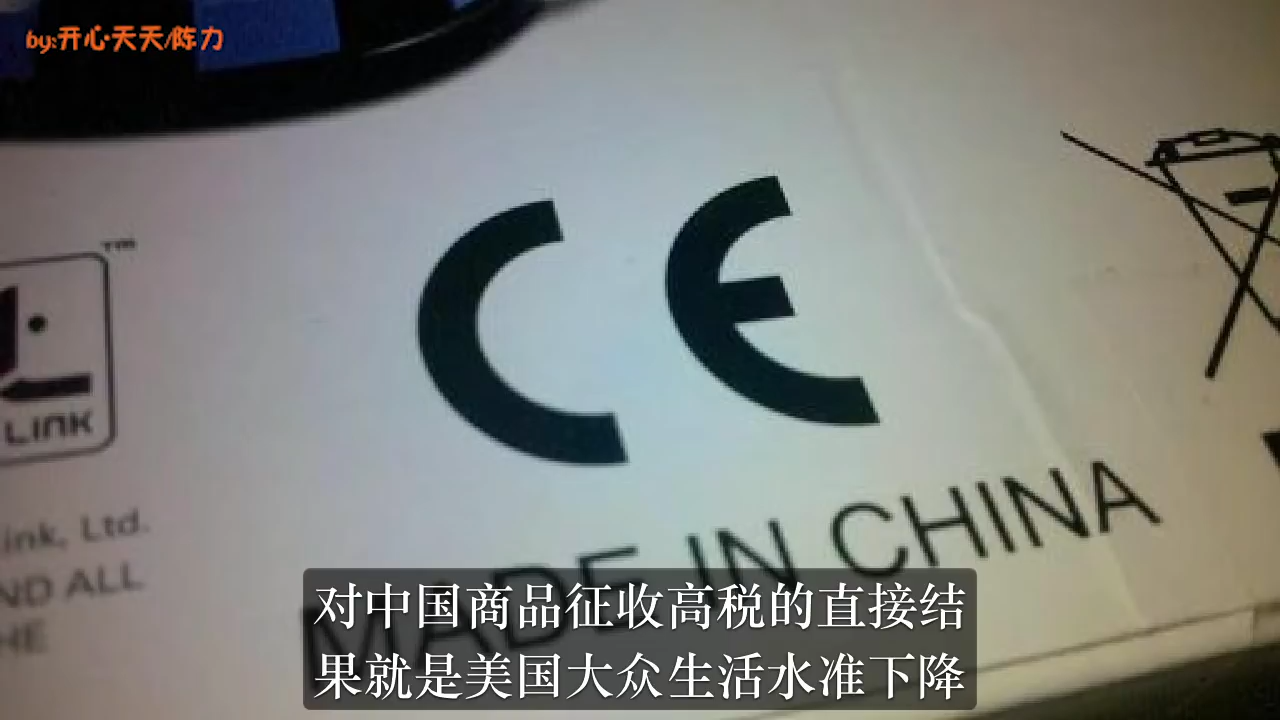 by:开心天天/陈力
™
LINK
CE
ink, Ltd.
ND ALL
HE
MADE IN CHINA
对中国商品征收高税的直接结
果就是美国大众生活水准下降